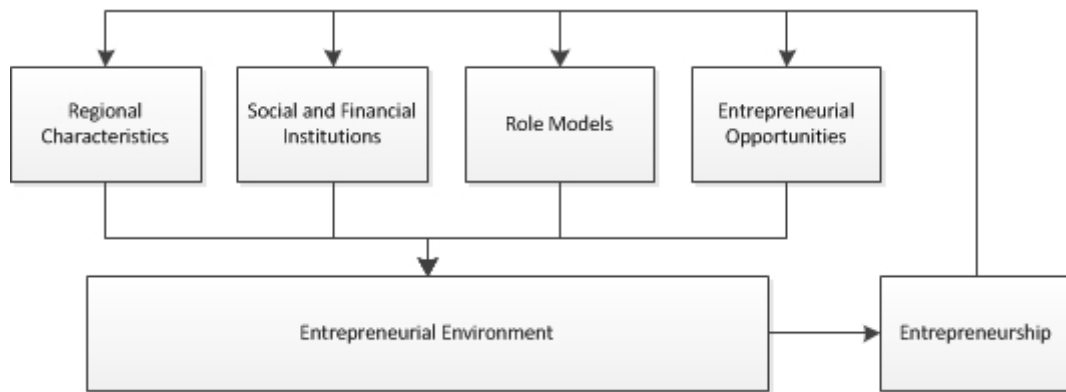 Regional
Characteristics
Social and Financial
Institutions
Role Models
Entrepreneurial
Opportunities
Entrepreneurial Environment
Entrepreneurship